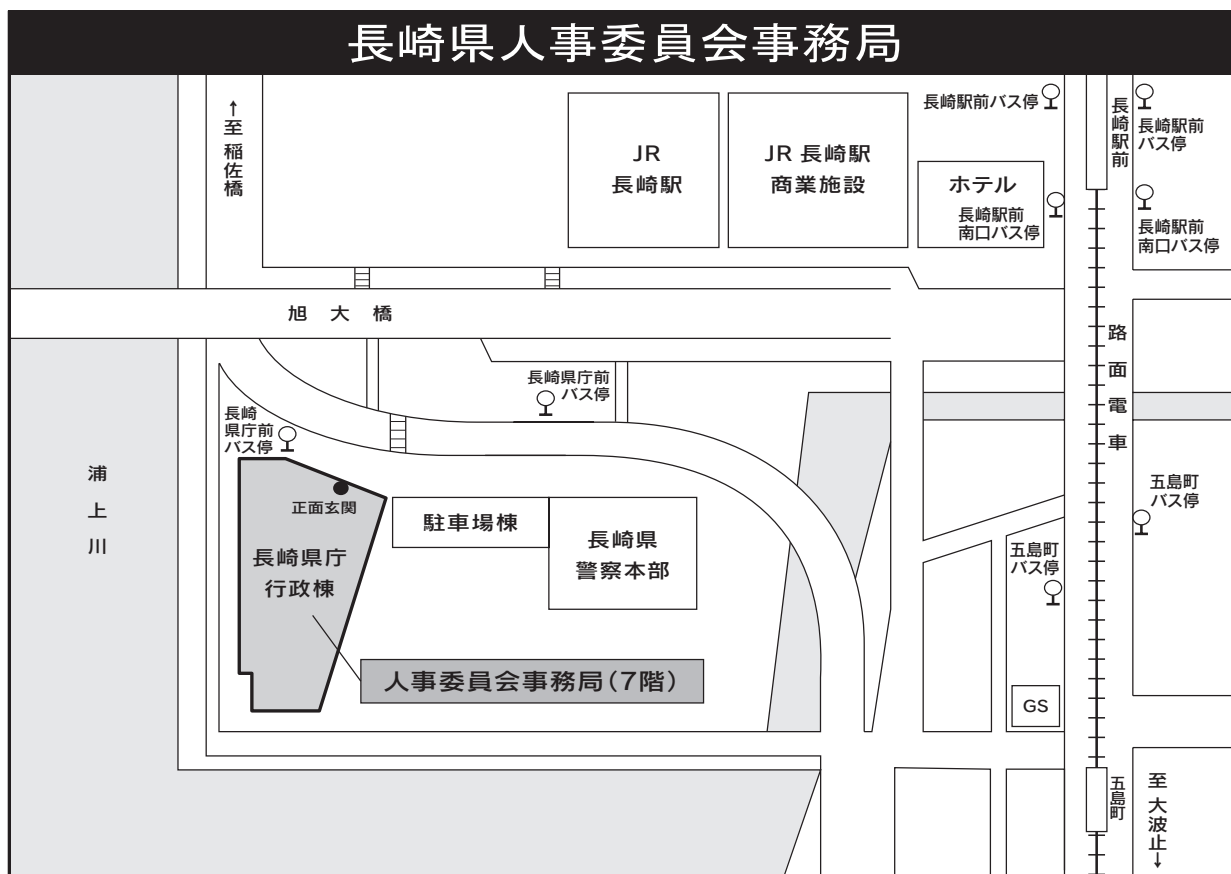 長崎県人事委員会事務局
↑至 稲佐橋
JR
長崎駅
JR 長崎駅
商業施設
長崎駅前バス停
ホテル
長崎駅前
南口バス停
長崎駅前
長崎駅前
バス停
長崎駅前
南口バス停
旭大橋
路面電車
長崎県庁前
バス停
長崎
県庁前
バス停
浦上川
正面玄関
長崎県庁
行政棟
駐車場棟
長崎県
警察本部
五島町
バス停
五島町
バス停
人事委員会事務局(7階)
GS
五島町
至 大波止↓